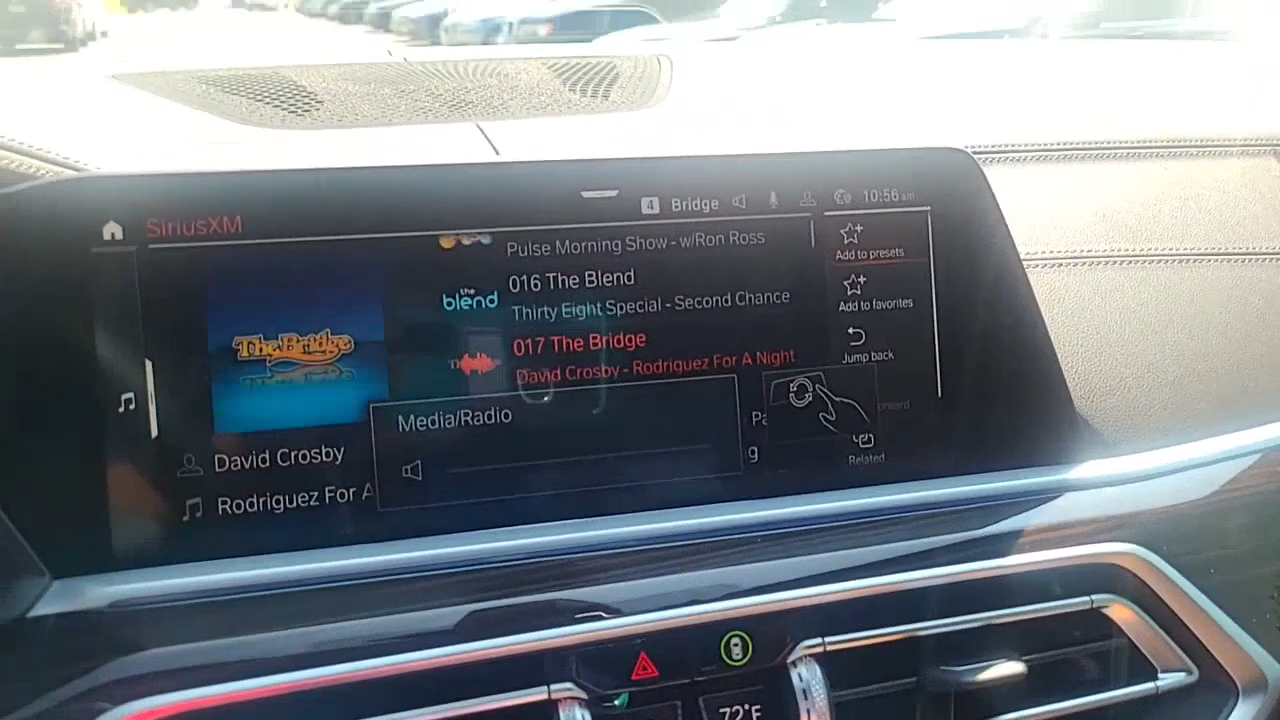 4 Bridge 10:56 am
SiriusXM
Pulse Morning Show - w/Ron Ross
016 The Blend
the blend
Thirty Eight Special - Second Chance
017 The Bridge
David Crosby - Rodriguez For A Night
The Bridge
David Crosby
Rodriguez For A
Media/Radio
Pa
g
Add to presets
Add to favorites
Jump back
Related
72°F